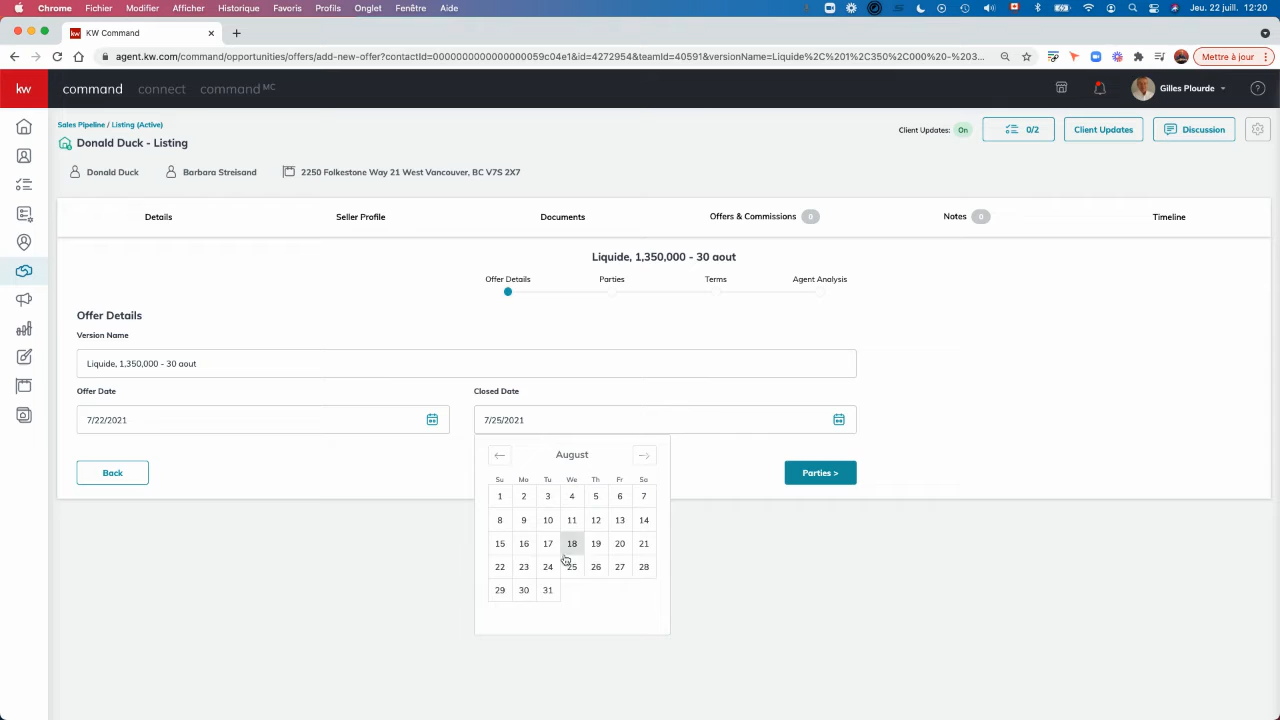 Chrome Fichier Modifier Afficher Historique Favoris Profils Onglet Fenêtre Aide Jeu. 22 juill. 12:20
kw KW Command
agent.kw.com/command/opportunities/offers/add-new-offer?contactId=0000000000000000059c04e1&id=4272954&teamId=40591&versionName=Liquide%2C%201%2C350%2C000%20-%203... Mettre à jour
kw command connect command MC Gilles Plourde ?
Sales Pipeline / Listing (Active)
Donald Duck - Listing
Client Updates: On 0/2 Client Updates Discussion
Donald Duck Barbara Streisand 2250 Folkestone Way 21 West Vancouver, BC V7S 2X7
Details Seller Profile Documents Offers & Commissions 0 Notes 0 Timeline
Liquide, 1,350,000 - 30 aout
Offer Details Parties Terms Agent Analysis
Offer Details
Version Name
Liquide, 1,350,000 - 30 aout
Offer Date Closed Date
7/22/2021 7/25/2021
Back Parties >
August
Su Mo Tu We Th Fr Sa
1 2 3 4 5 6 7
8 9 10 11 12 13 14
15 16 17 18 19 20 21
22 23 24 25 26 27 28
29 30 31